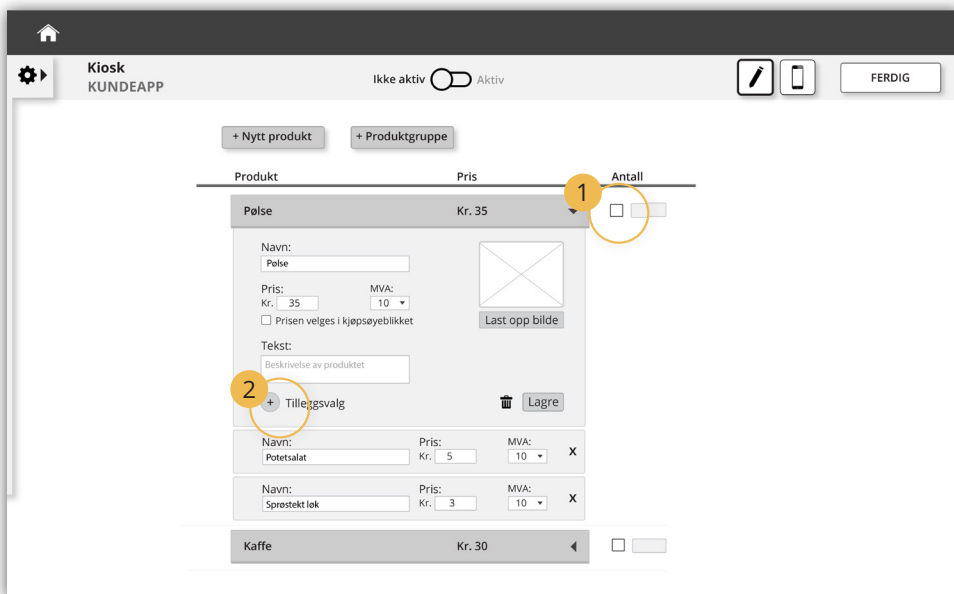 Kiosk
KUNDEAPP
Ikke aktiv Aktiv
FERDIG
+ Nytt produkt + Produktgruppe
Produkt Pris Antall
1
Pølse Kr. 35
Navn:
Pølse
Pris: MVA:
Kr. 35 10
Prisen velges i kjøpsøyeblikket
Last opp bilde
Tekst:
Beskrivelse av produktet
2
+ Tilleggsvalg Lagre
Navn: Pris: MVA:
Potetsalat Kr. 5 10 X
Navn: Pris: MVA:
Sprøstekt løk Kr. 3 10 X
Kaffe Kr. 30